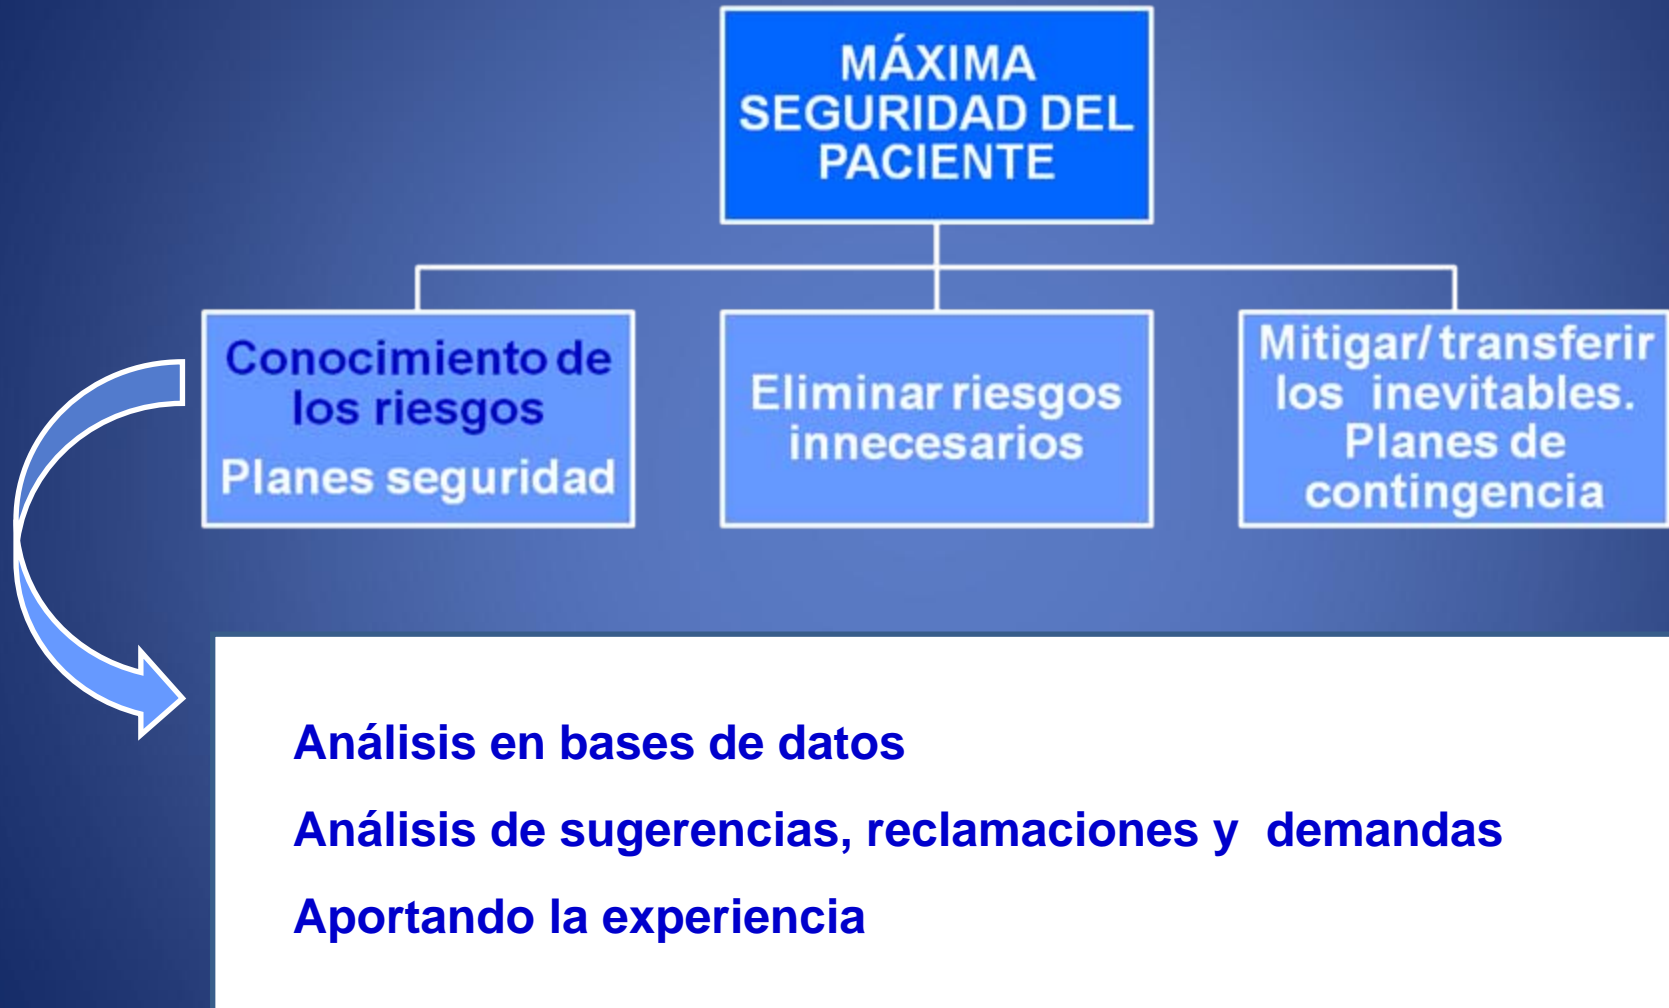 MÁXIMA
SEGURIDAD DEL
PACIENTE
Conocimiento de
los riesgos
Planes seguridad
Eliminar riesgos
innecesarios
Mitigar/ transferir
los inevitables.
Planes de
contingencia
Análisis en bases de datos
Análisis de sugerencias, reclamaciones y demandas
Aportando la experiencia